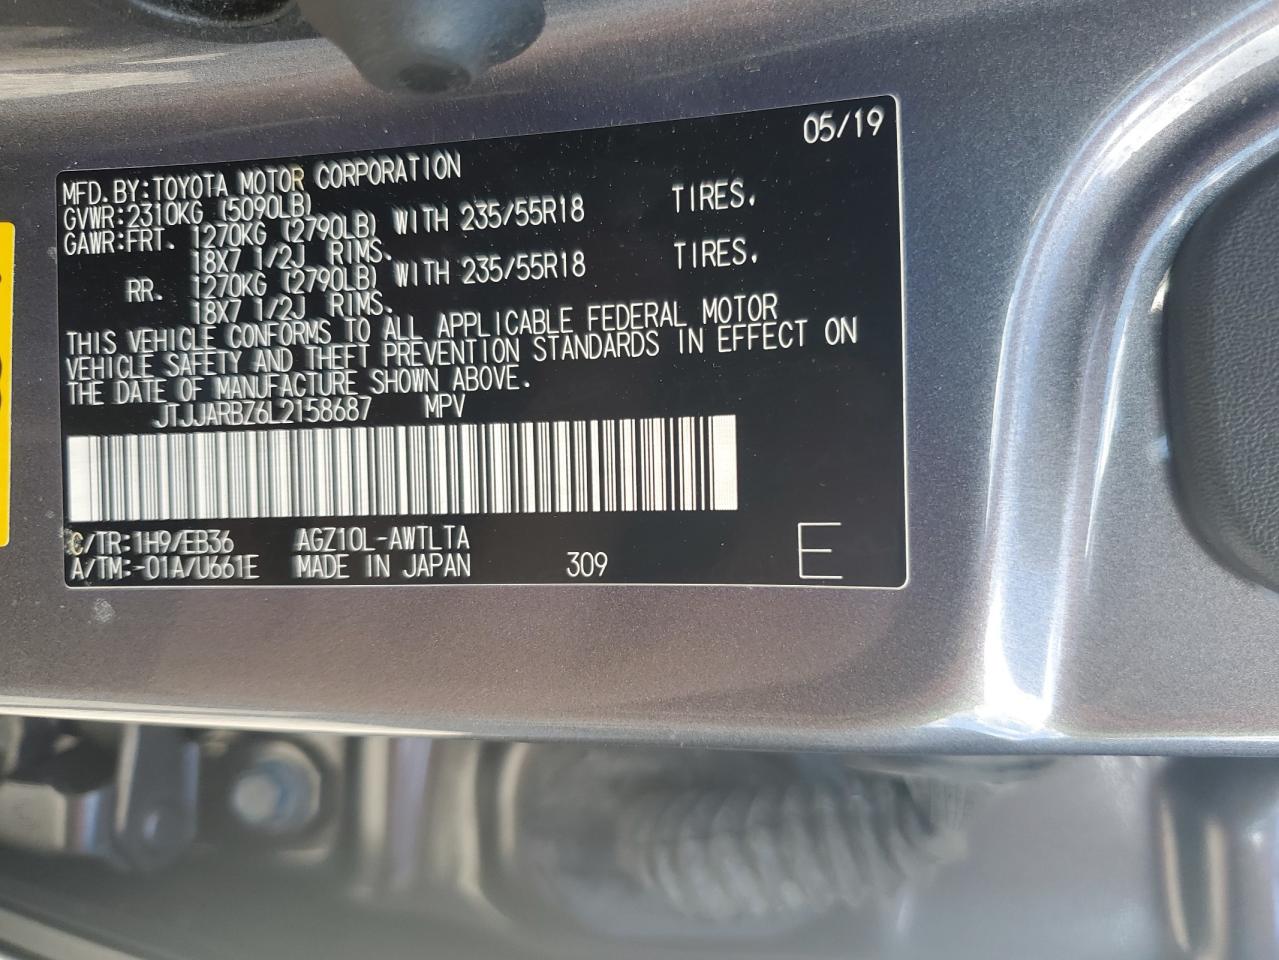 05/19
MFD.BY:TOYOTA MOTOR CORPORATION
GVWR:2310KG (5090LB)
GAWR:FRT. 1270KG (2790LB) WITH 235/55R18 TIRES.
18X7 1/2J RIMS.
RR. 1270KG (2790LB) WITH 235/55R18 TIRES.
18X7 1/2J RIMS.
THIS VEHICLE CONFORMS TO ALL APPLICABLE FEDERAL MOTOR
VEHICLE SAFETY AND THEFT PREVENTION STANDARDS IN EFFECT ON
THE DATE OF MANUFACTURE SHOWN ABOVE.
JTJJARBZ6L2158687 MPV
C/TR:1H9/EB36 AGZ10L-AWTLTA
A/TM:-01A/U661E MADE IN JAPAN 309 E